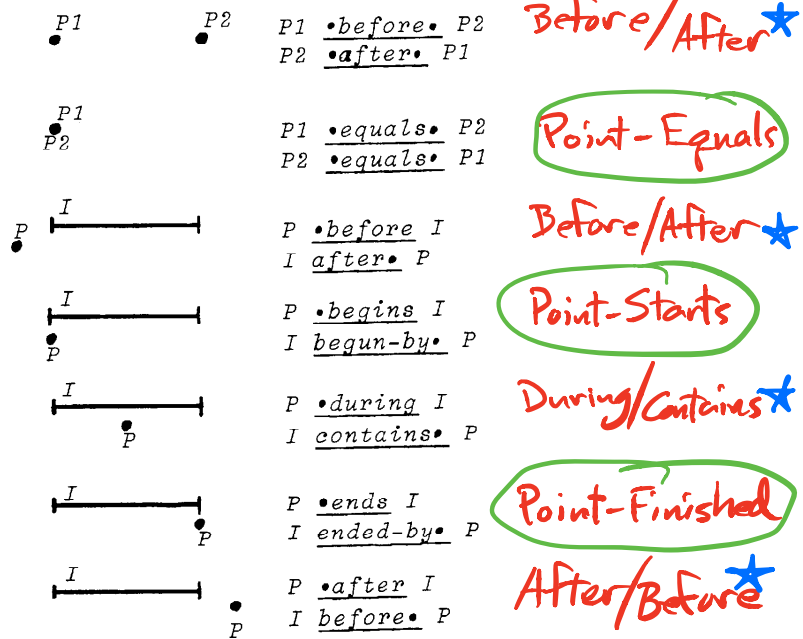 P1 P2 P1 •before• P2 Before/After
P2 •after• P1
P1 P1 •equals• P2 Point-Equals
P2 P2 •equals• P1
I P P •before I Before/After
I after• P
I P •begins I Point-Starts
P I begun-by• P
I P •during I During/Contains
P I contains• P
I P •ends I Point-Finished
P I ended-by• P
I P •after I After/Before
P I before• P